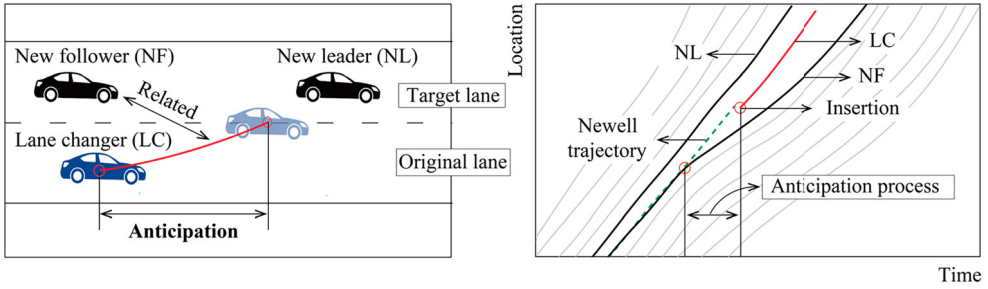 New follower (NF)
New leader (NL)
Related
Target lane
Lane changer (LC)
Original lane
Anticipation
Location
NL
LC
NF
Insertion
Newell
trajectory
Anticipation process
Time